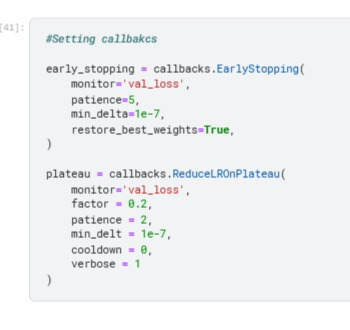 [41]:
#Setting callbakcs
early_stopping = callbacks.EarlyStopping(
    monitor='val_loss',
    patience=5,
    min_delta=1e-7,
    restore_best_weights=True,
)
plateau = callbacks.ReduceLROnPlateau(
    monitor='val_loss',
    factor = 0.2,
    patience = 2,
    min_delt = 1e-7,
    cooldown = 0,
    verbose = 1
)